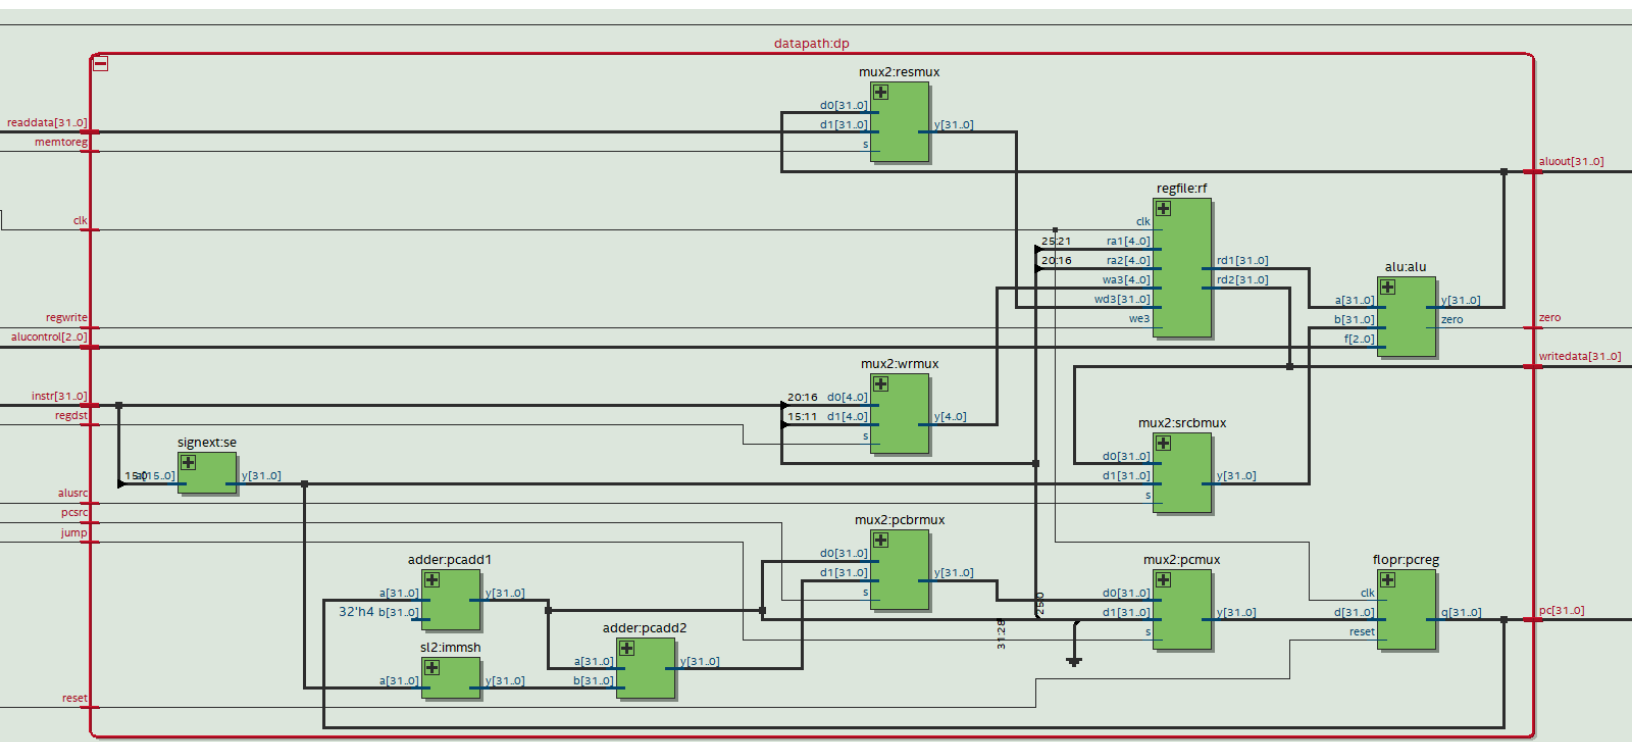 datapath:dp
mux2:resmux
d0[31..0]
readdata[31..0]
d1[31..0]
y[31..0]
memtoreg
s
aluout[31..0]
regfile:rf
clk
clk
25:21
ra1[4..0]
20:16
ra2[4..0]
rd1[31..0]
alu:alu
wa3[4..0]
rd2[31..0]
wd3[31..0]
a[31..0]
y[31..0]
regwrite
we3
b[31..0]
zero
zero
alucontrol[2..0]
f[2..0]
mux2:wrmux
writedata[31..0]
instr[31..0]
20:16
d0[4..0]
regdst
15:11
d1[4..0]
y[4..0]
s
mux2:srcbmux
signext:se
d0[31..0]
15:0
a[15..0]
y[31..0]
d1[31..0]
y[31..0]
alusrc
s
pcsrc
mux2:pcbrmux
jump
d0[31..0]
adder:pcadd1
mux2:pcmux
flopr:pcreg
d1[31..0]
y[31..0]
a[31..0]
y[31..0]
s
d0[31..0]
clk
32'h4
b[31..0]
25:0
d1[31..0]
y[31..0]
d[31..0]
q[31..0]
pc[31..0]
adder:pcadd2
31:28
s
reset
sl2:immsh
a[31..0]
y[31..0]
a[31..0]
y[31..0]
b[31..0]
reset